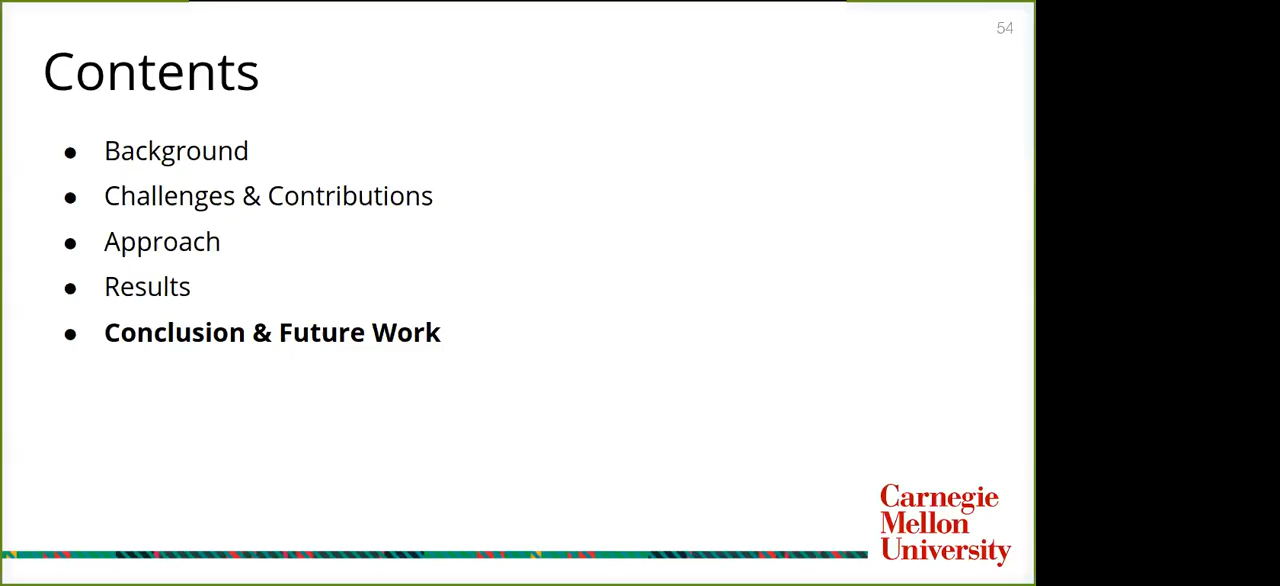 54
Contents
● Background
● Challenges & Contributions
● Approach
● Results
● Conclusion & Future Work
Carnegie
Mellon
University